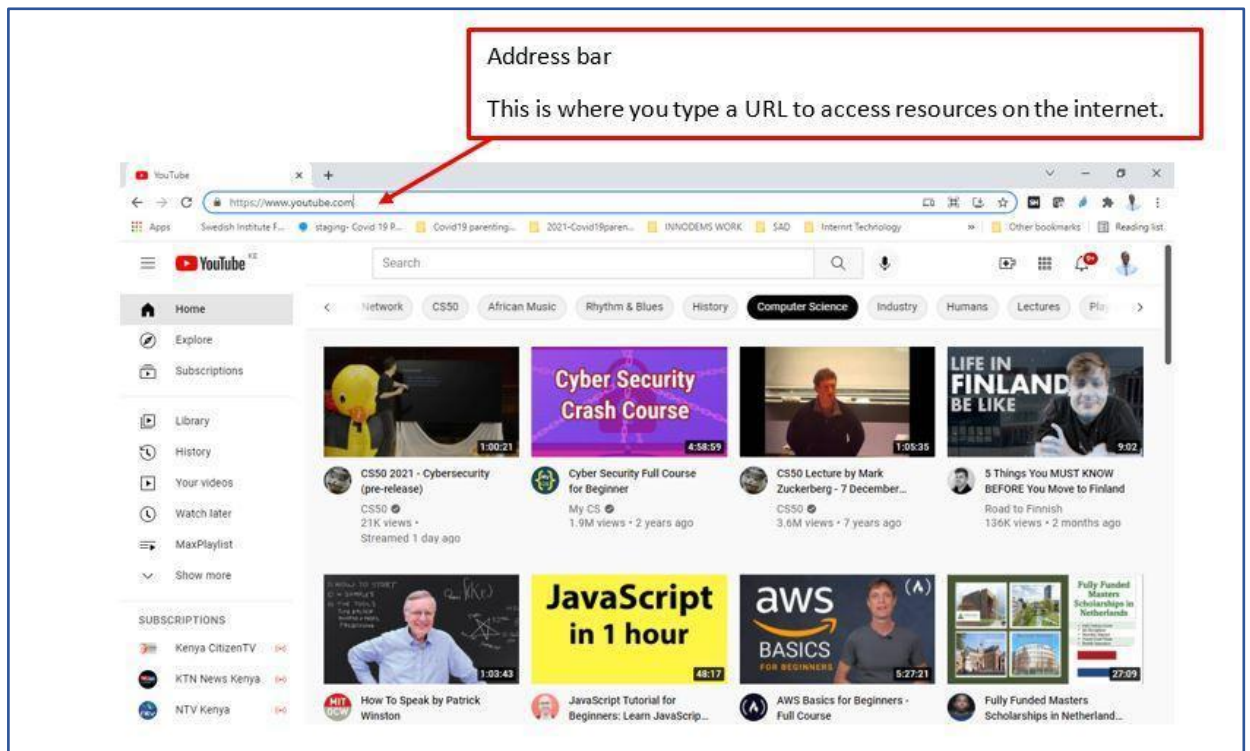 Address bar
This is where you type a URL to access resources on the internet.
YouTube
https://www.youtube.com
Apps Swedish Institute F... staging- Covid 19 P... Covid19 parenting... 2021-Covid19paren... INNODEMS WORK SAD Internrt Technology » Other bookmarks Reading list
YouTube KE
Search
9+
Network CS50 African Music Rhythm & Blues History Computer Science Industry Humans Lectures
Home
Explore
Subscriptions
Library
History
Your videos
Watch later
MaxPlaylist
Show more
SUBSCRIPTIONS
Kenya CitizenTV
KTN News Kenya
NTV Kenya
1:00:21
CS50 2021 - Cybersecurity
(pre-release)
CS50
21K views •
Streamed 1 day ago
Cyber Security
Crash Course
4:58:59
Cyber Security Full Course
for Beginner
My CS
1.9M views • 2 years ago
1:05:35
CS50 Lecture by Mark
Zuckerberg - 7 December...
CS50
3.6M views • 7 years ago
LIFE IN
FINLAND
BE LIKE
9:02
5 Things You MUST KNOW
BEFORE You Move to Finland
Road to Finnish
136K views • 2 months ago
1:03:43
MIT
OCW
How To Speak by Patrick
Winston
JavaScript
in 1 hour
48:17
JavaScript Tutorial for
Beginners: Learn JavaScrip...
aws
BASICS
FOR BEGINNERS
5:27:21
AWS Basics for Beginners -
Full Course
Fully Funded
Masters
Scholarships in
Netherlands
27:09
Fully Funded Masters
Scholarships in Netherland...